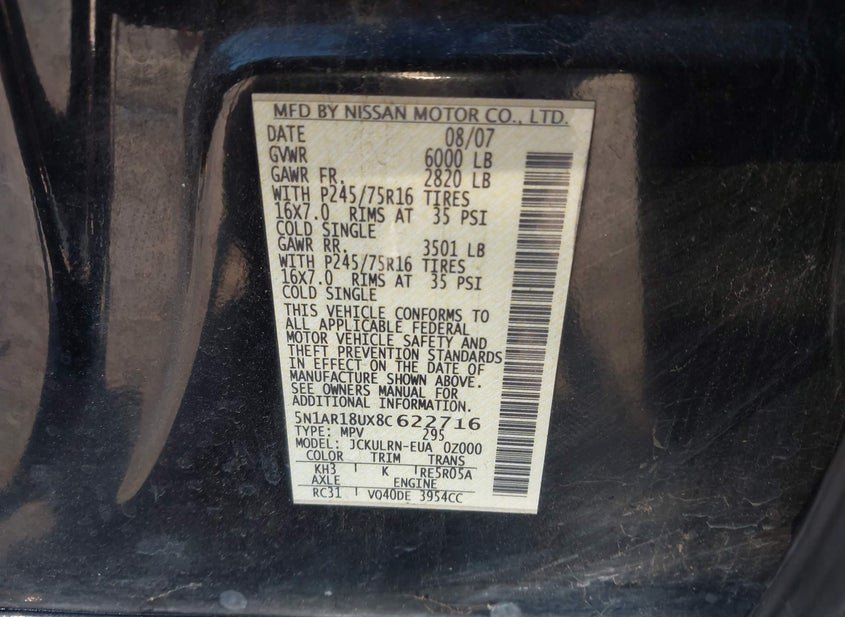 MFD BY NISSAN MOTOR CO., LTD.
DATE 08/07
GVWR 6000 LB
GAWR FR. 2820 LB
WITH P245/75R16 TIRES
16X7.0 RIMS AT 35 PSI
COLD SINGLE
GAWR RR. 3501 LB
WITH P245/75R16 TIRES
16X7.0 RIMS AT 35 PSI
COLD SINGLE
THIS VEHICLE CONFORMS TO
ALL APPLICABLE FEDERAL
MOTOR VEHICLE SAFETY AND
THEFT PREVENTION STANDARDS
IN EFFECT ON THE DATE OF
MANUFACTURE SHOWN ABOVE.
SEE OWNERS MANUAL FOR
ADDITIONAL INFORMATION.
5N1AR18UX8C622716
TYPE: MPV 295
MODEL: JCKULRN-EUA 0Z000
COLOR TRIM TRANS
KH3 K RE5R05A
AXLE ENGINE
RC31 VQ40DE 3954CC